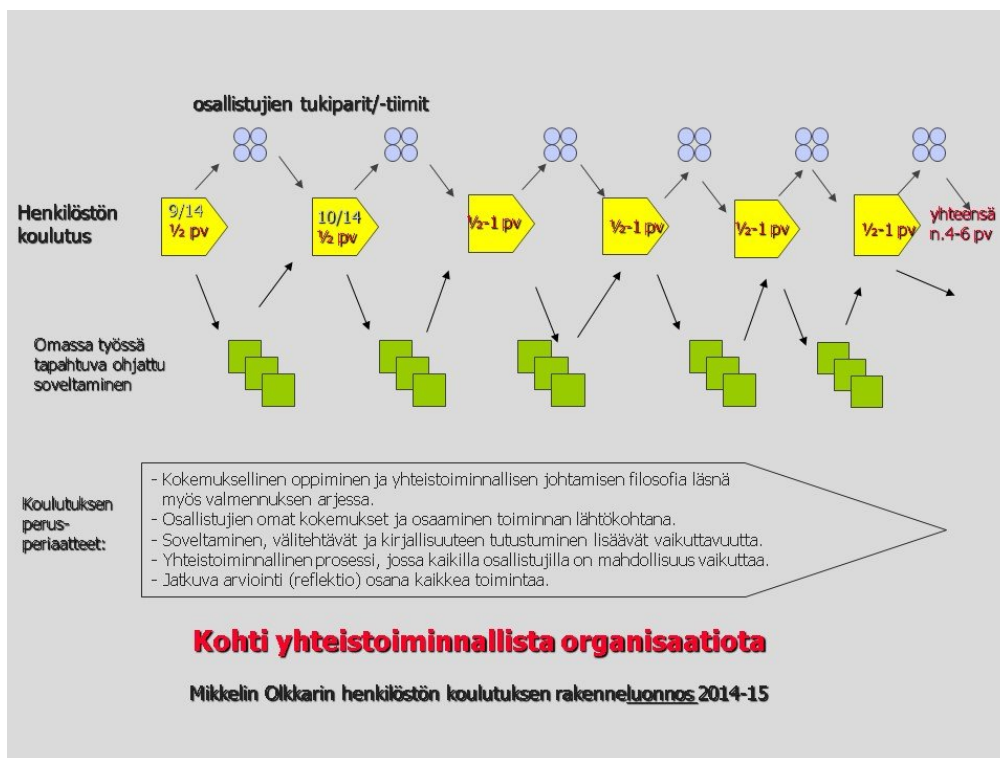 osallistujien tukiparit/-tiimit
Henkilöstön
koulutus
9/14
½ pv
10/14
½ pv
½-1 pv
½-1 pv
½-1 pv
½-1 pv
yhteensä
n.4-6 pv
Omassa työssä
tapahtuva ohjattu
soveltaminen
Koulutuksen
perus-
periaatteet:
- Kokemuksellinen oppiminen ja yhteistoiminnallisen johtamisen filosofia läsnä
myös valmennuksen arjessa.
- Osallistujien omat kokemukset ja osaaminen toiminnan lähtökohtana.
- Soveltaminen, välitehtävät ja kirjallisuuteen tutustuminen lisäävät vaikuttavuutta.
- Yhteistoiminnallinen prosessi, jossa kaikilla osallistujilla on mahdollisuus vaikuttaa.
- Jatkuva arviointi (reflektio) osana kaikkea toimintaa.
Kohti yhteistoiminnallista organisaatiota
Mikkelin Olkkarin henkilöstön koulutuksen rakenneluonnos 2014-15